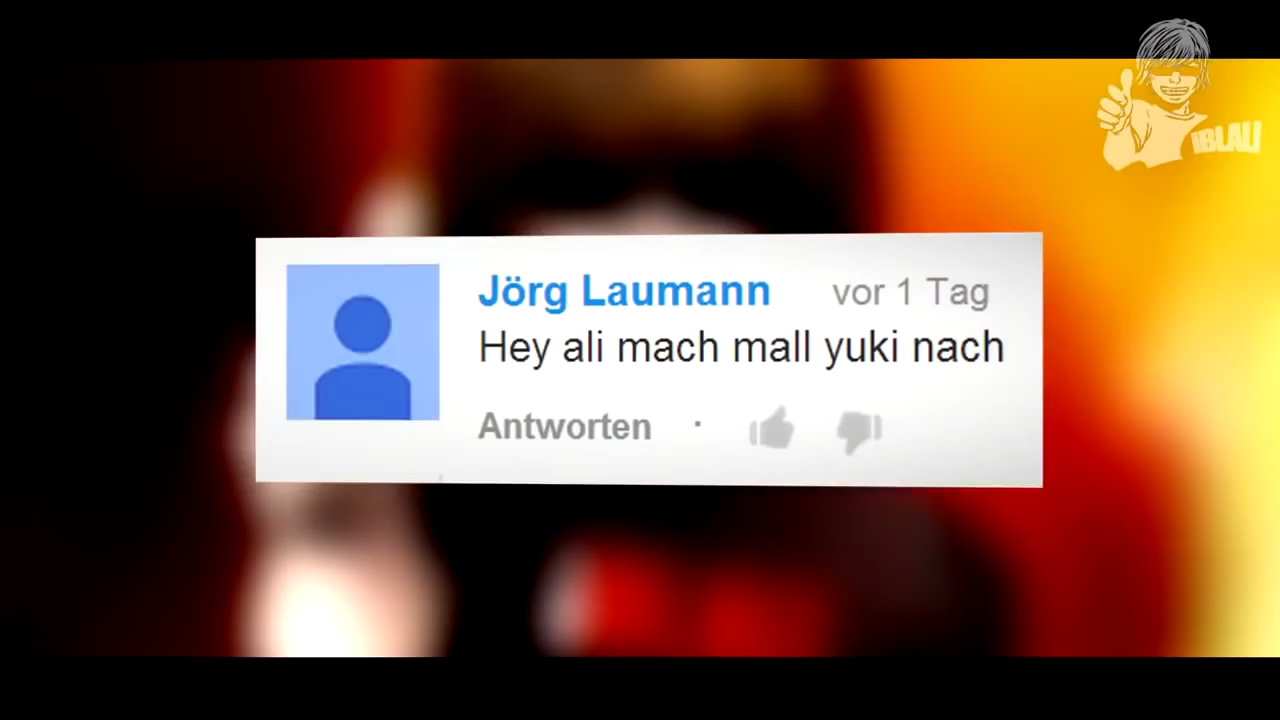 IBLALI
Jörg Laumann vor 1 Tag
Hey ali mach mall yuki nach
Antworten ·